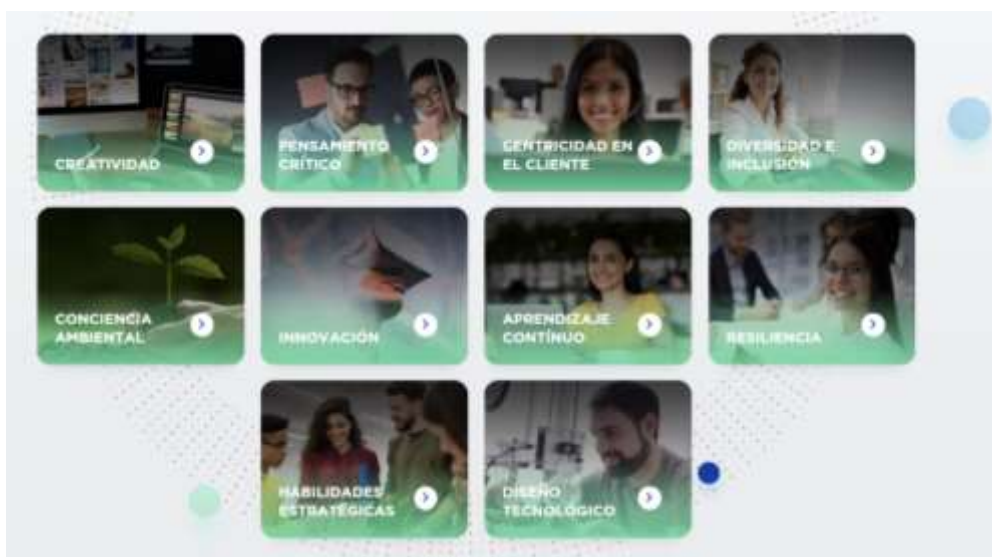 CREATIVIDAD
PENSAMIENTO
CRÍTICO
CENTRICIDAD EN
EL CLIENTE
DIVERSIDAD E
INCLUSIÓN
CONCIENCIA
AMBIENTAL
INNOVACIÓN
APRENDIZAJE
CONTÍNUO
RESILIENCIA
HABILIDADES
ESTRATÉGICAS
DISEÑO
TECNOLÓGICO